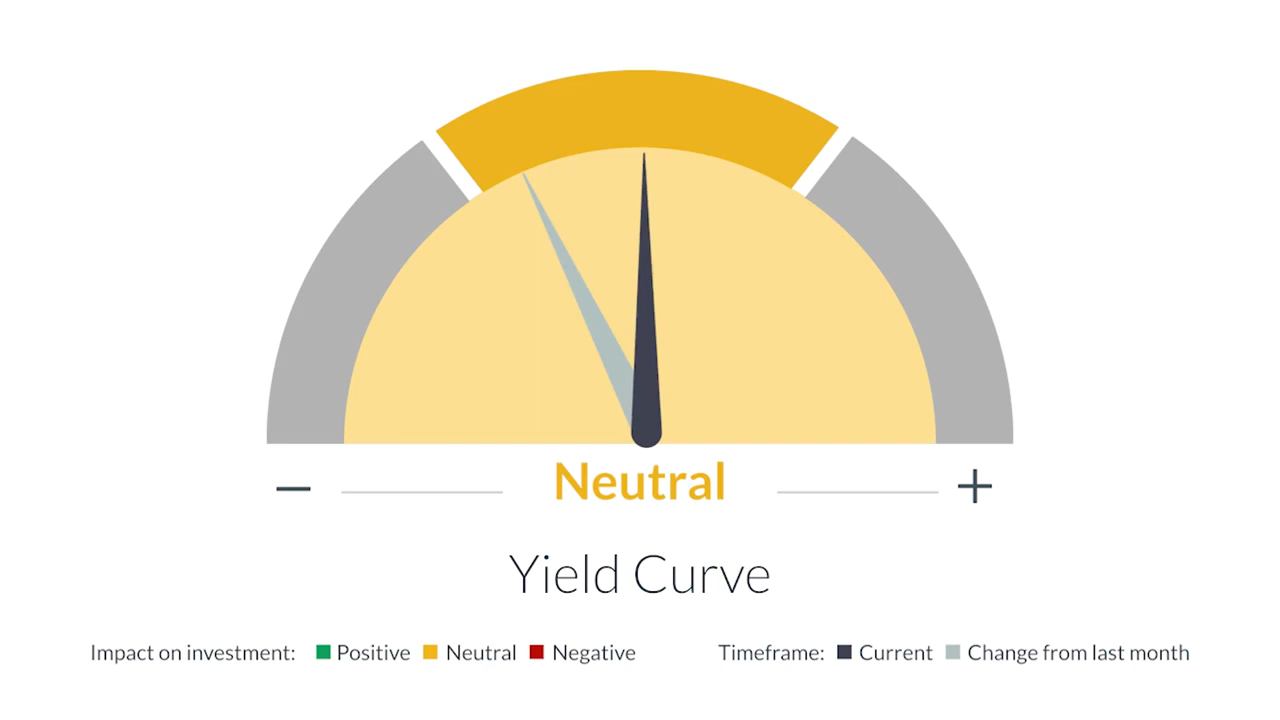 − Neutral +
Yield Curve
Impact on investment: Positive Neutral Negative Timeframe: Current Change from last month